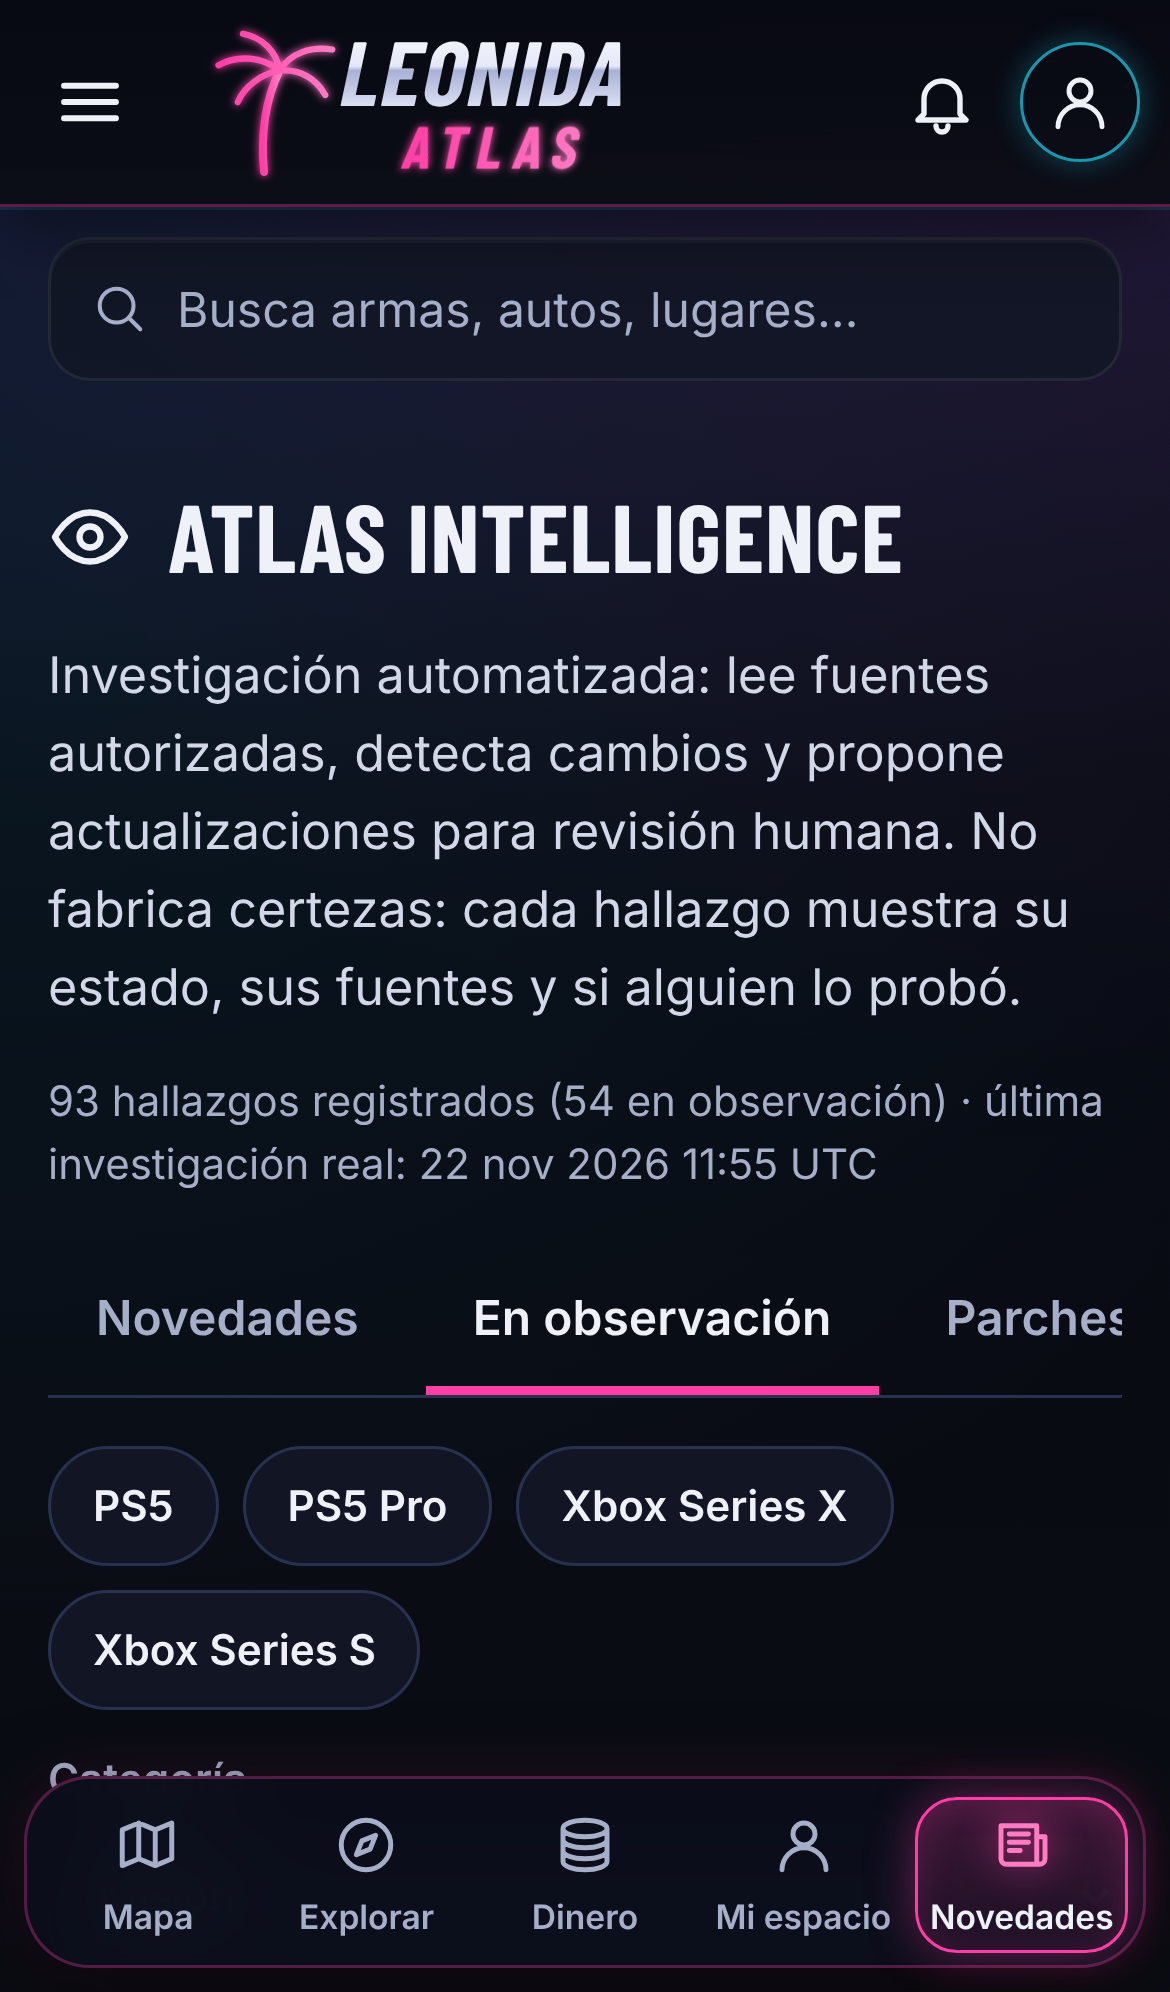 LEONIDA
ATLAS
Busca armas, autos, lugares...
ATLAS INTELLIGENCE
Investigación automatizada: lee fuentes
autorizadas, detecta cambios y propone
actualizaciones para revisión humana. No
fabrica certezas: cada hallazgo muestra su
estado, sus fuentes y si alguien lo probó.
93 hallazgos registrados (54 en observación) · última
investigación real: 22 nov 2026 11:55 UTC
Novedades En observación Parches
PS5 PS5 Pro Xbox Series X
Xbox Series S
Categoría
Mapa Explorar Dinero Mi espacio Novedades